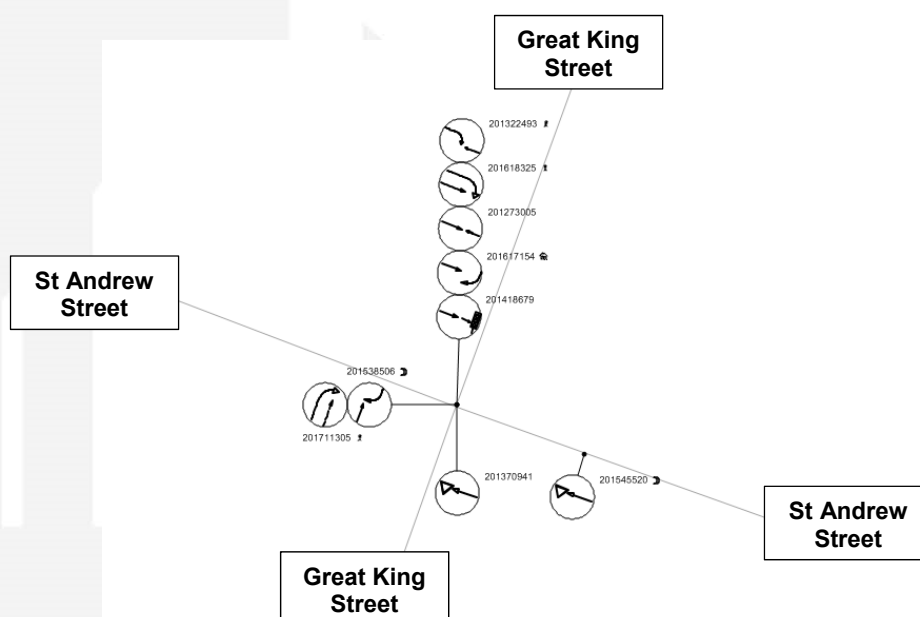 Great King
Street
201322493
201618325
201273005
201617154
St Andrew
Street
201418679
201538506
201711305
201370941
201545520
St Andrew
Street
Great King
Street